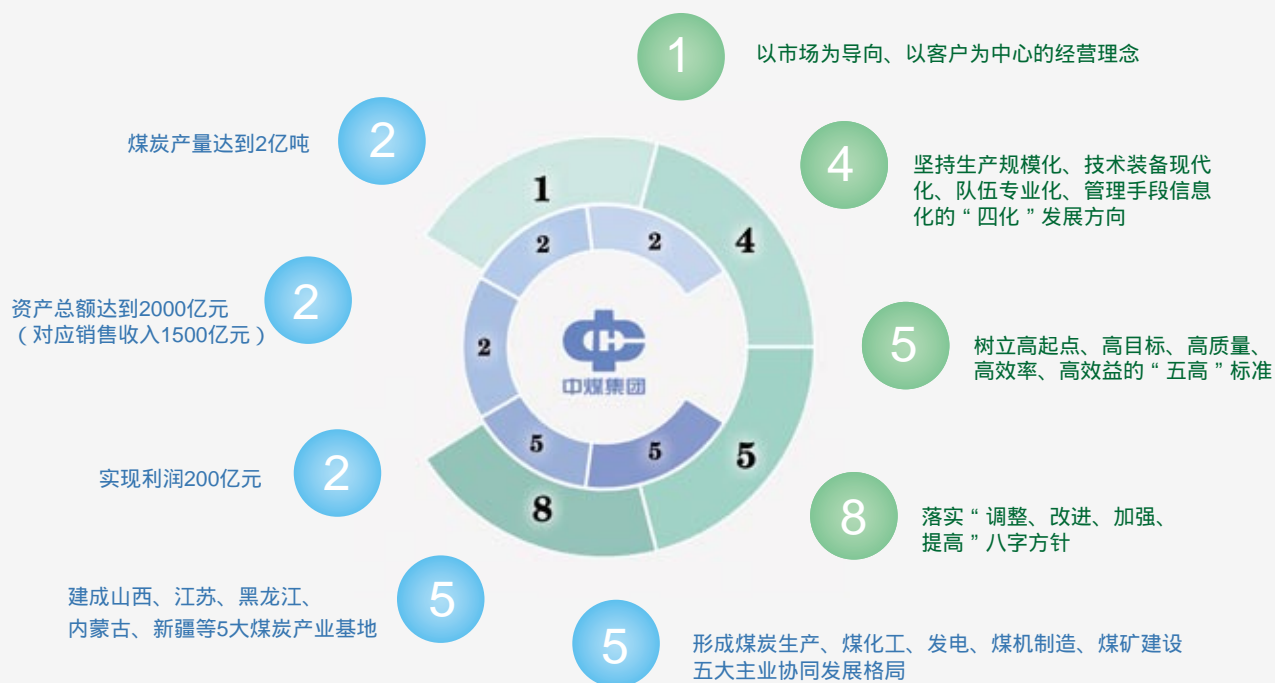 1
以市场为导向、以客户为中心的经营理念
4
坚持生产规模化、技术装备现代
化、队伍专业化、管理手段信息
化的“四化”发展方向
5
树立高起点、高目标、高质量、
高效率、高效益的“五高”标准
8
落实“调整、改进、加强、
提高”八字方针
2
煤炭产量达到2亿吨
2
资产总额达到2000亿元
（对应销售收入1500亿元）
2
实现利润200亿元
5
建成山西、江苏、黑龙江、
内蒙古、新疆等5大煤炭产业基地
5
形成煤炭生产、煤化工、发电、煤机制造、煤矿建设
五大主业协同发展格局
1
4
5
8
2
2
2
5
5
中煤集团